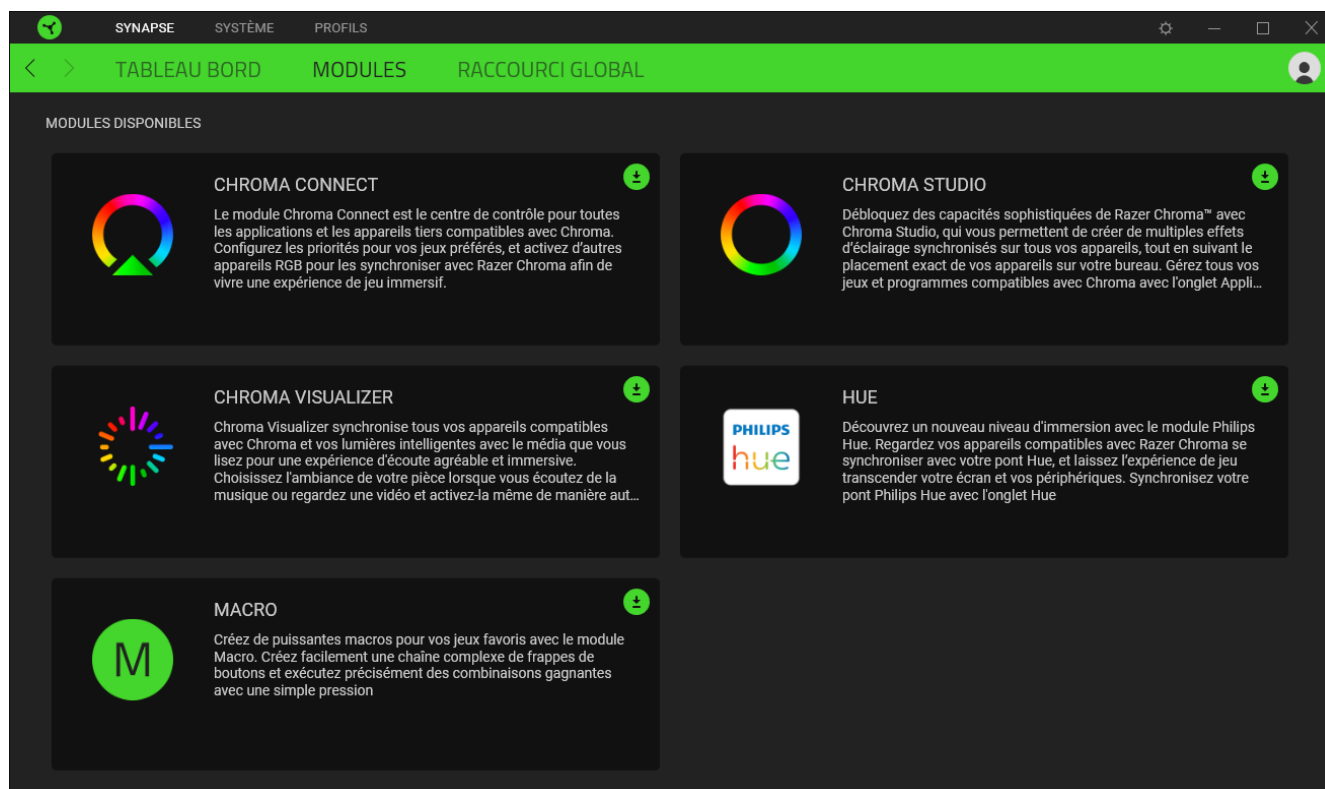 SYNAPSE SYSTÈME PROFILS
TABLEAU BORD MODULES RACCOURCI GLOBAL
MODULES DISPONIBLES
CHROMA CONNECT
Le module Chroma Connect est le centre de contrôle pour toutes
les applications et les appareils tiers compatibles avec Chroma.
Configurez les priorités pour vos jeux préférés, et activez d'autres
appareils RGB pour les synchroniser avec Razer Chroma afin de
vivre une expérience de jeu immersif.
CHROMA STUDIO
Débloquez des capacités sophistiquées de Razer Chroma™ avec
Chroma Studio, qui vous permettent de créer de multiples effets
d'éclairage synchronisés sur tous vos appareils, tout en suivant le
placement exact de vos appareils sur votre bureau. Gérez tous vos
jeux et programmes compatibles avec Chroma avec l'onglet Appli...
CHROMA VISUALIZER
Chroma Visualizer synchronise tous vos appareils compatibles
avec Chroma et vos lumières intelligentes avec le média que vous
lisez pour une expérience d'écoute agréable et immersive.
Choisissez l'ambiance de votre pièce lorsque vous écoutez de la
musique ou regardez une vidéo et activez-la même de manière aut...
PHILIPS
hue
HUE
Découvrez un nouveau niveau d'immersion avec le module Philips
Hue. Regardez vos appareils compatibles avec Razer Chroma se
synchroniser avec votre pont Hue, et laissez l'expérience de jeu
transcender votre écran et vos périphériques. Synchronisez votre
pont Philips Hue avec l'onglet Hue
M
MACRO
Créez de puissantes macros pour vos jeux favoris avec le module
Macro. Créez facilement une chaîne complexe de frappes de
boutons et exécutez précisément des combinaisons gagnantes
avec une simple pression